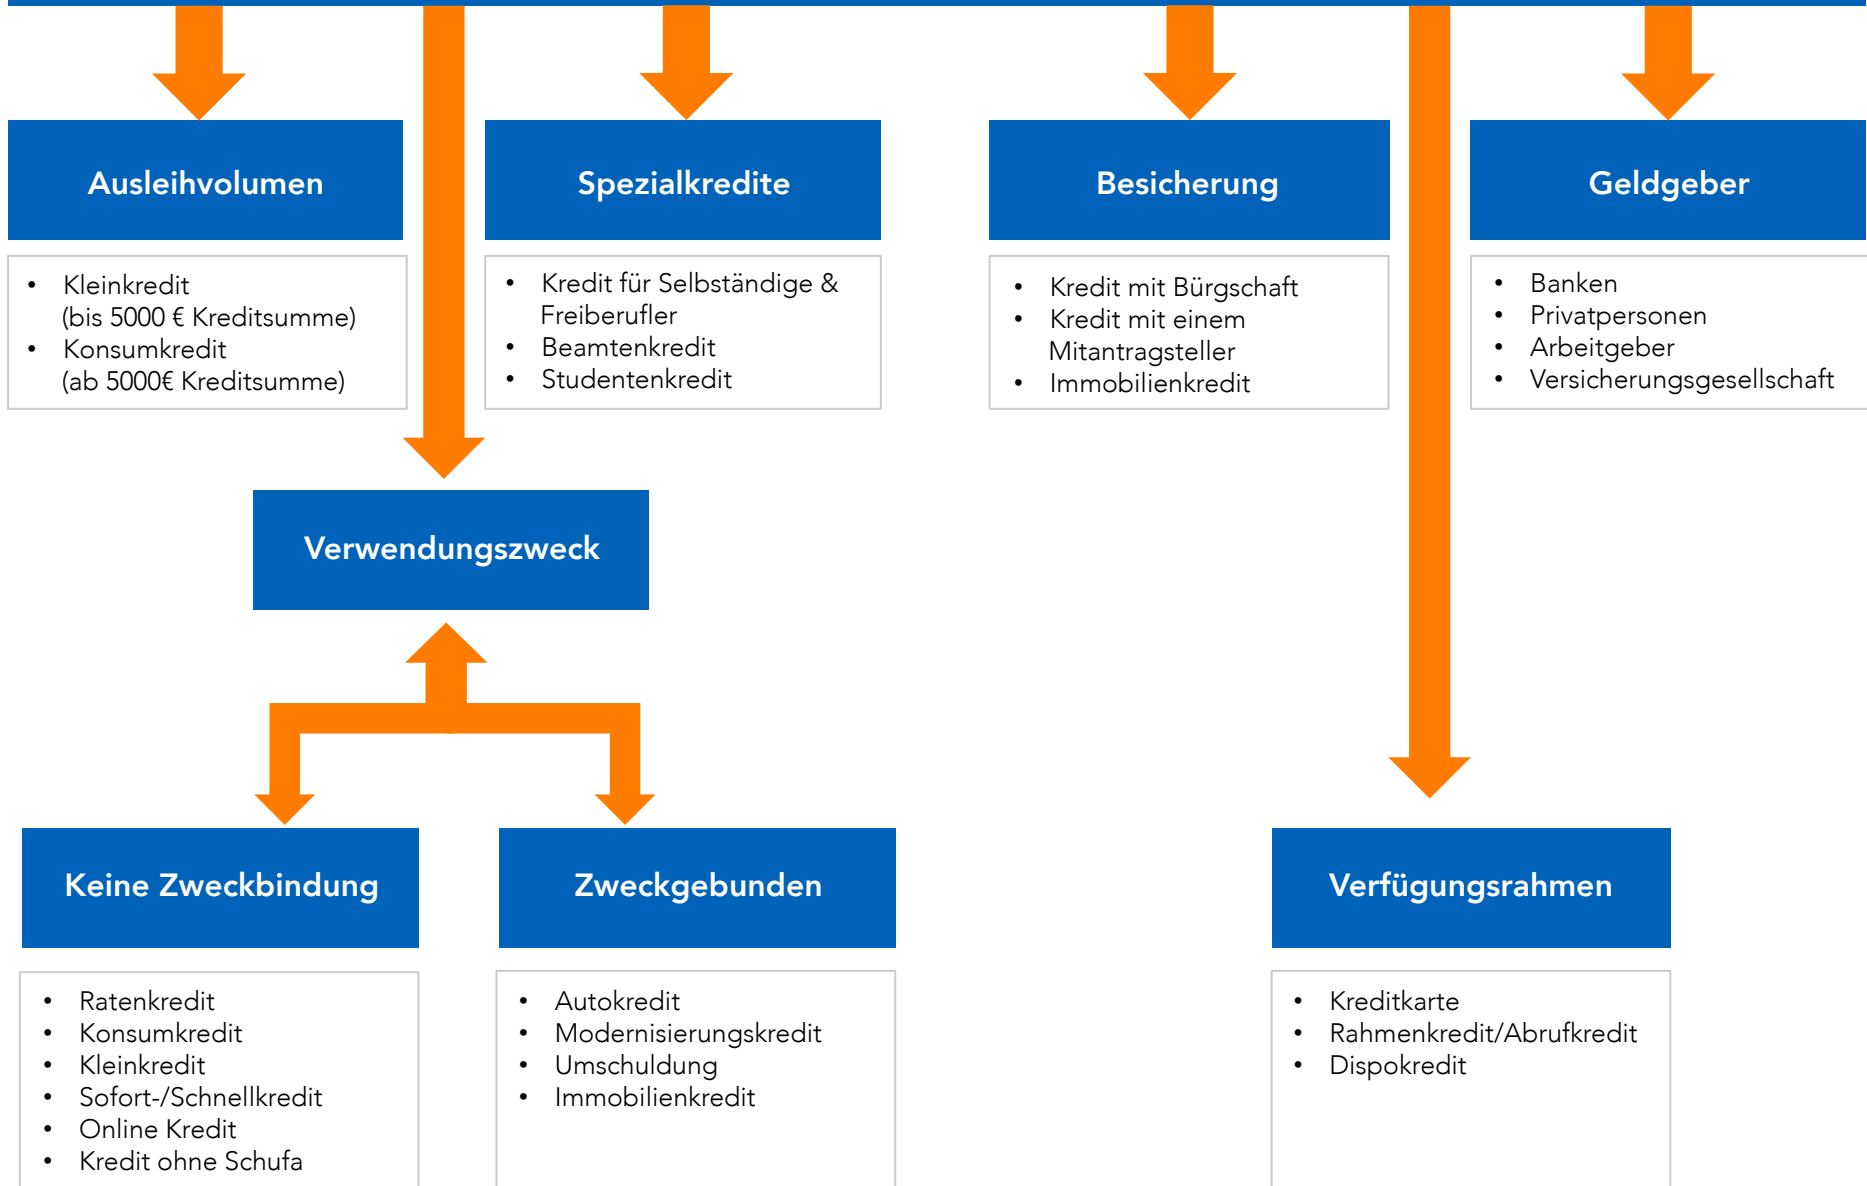 Ausleihvolumen
• Kleinkredit
(bis 5000 € Kreditsumme)
• Konsumkredit
(ab 5000€ Kreditsumme)
Spezialkredite
• Kredit für Selbständige &
Freiberufler
• Beamtenkredit
• Studentenkredit
Besicherung
• Kredit mit Bürgschaft
• Kredit mit einem
Mitantragsteller
• Immobilienkredit
Geldgeber
• Banken
• Privatpersonen
• Arbeitgeber
• Versicherungsgesellschaft
Verwendungszweck
Keine Zweckbindung
• Ratenkredit
• Konsumkredit
• Kleinkredit
• Sofort-/Schnellkredit
• Online Kredit
• Kredit ohne Schufa
Zweckgebunden
• Autokredit
• Modernisierungskredit
• Umschuldung
• Immobilienkredit
Verfügungsrahmen
• Kreditkarte
• Rahmenkredit/Abrufkredit
• Dispokredit